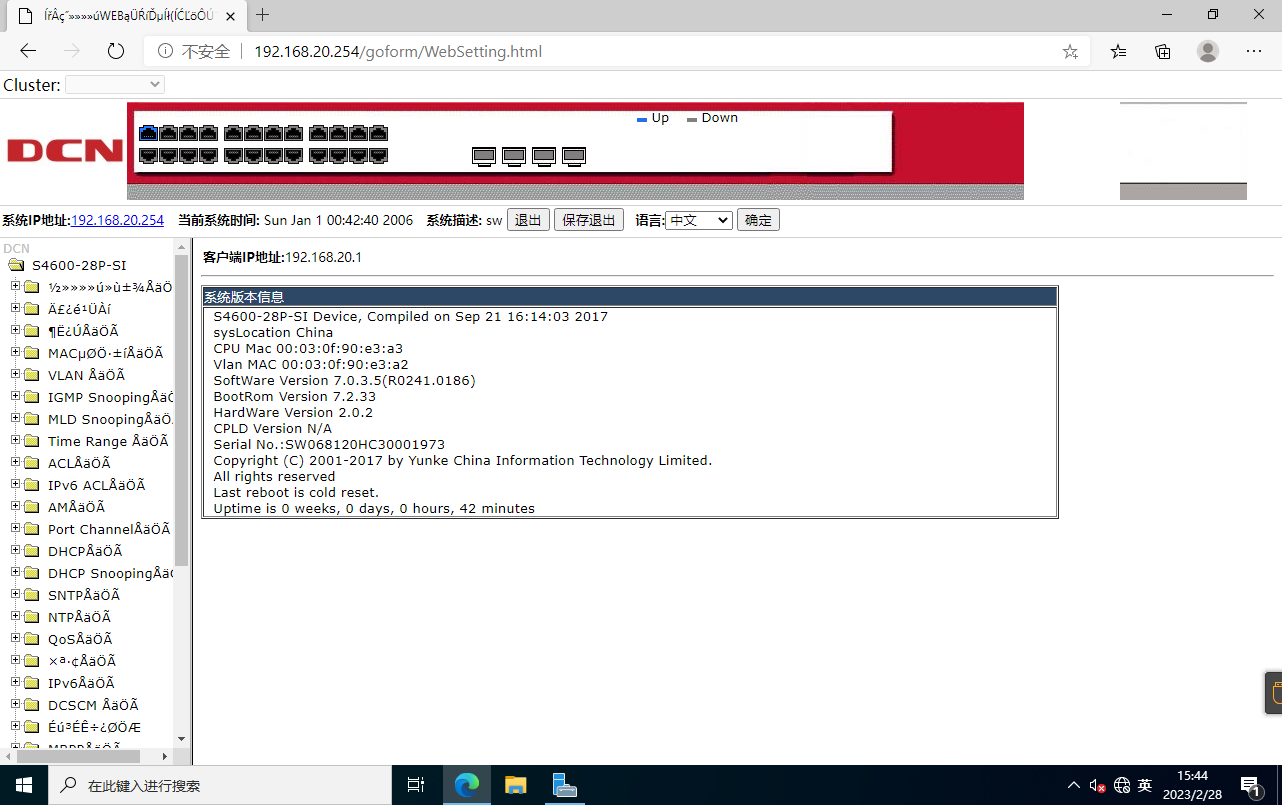 不安全 192.168.20.254/goform/WebSetting.html
Cluster:
Up Down
DCN
系统IP地址:192.168.20.254 当前系统时间: Sun Jan 1 00:42:40 2006 系统描述: sw 退出 保存退出 语言: 中文 确定
DCN
S4600-28P-SI
½»»»»ú»ù±¾ÅäÖ
Ä£¿é¹ÜÀí
¶Ë¿ÚÅäÖÃ
MACµØÖ·±íÅäÖÃ
VLAN ÅäÖÃ
IGMP SnoopingÅäÖ
MLD SnoopingÅäÖ
Time Range ÅäÖÃ
ACLÅäÖÃ
IPv6 ACLÅäÖÃ
AMÅäÖÃ
Port ChannelÅäÖÃ
DHCPÅäÖÃ
DHCP SnoopingÅäÖ
SNTPÅäÖÃ
NTPÅäÖÃ
QoSÅäÖÃ
×ª·¢ÅäÖÃ
IPv6ÅäÖÃ
DCSCM ÅäÖÃ
Éú³ÉÊ÷¿ØÖÆ
客户端IP地址:192.168.20.1
系统版本信息
S4600-28P-SI Device, Compiled on Sep 21 16:14:03 2017
sysLocation China
CPU Mac 00:03:0f:90:e3:a3
Vlan MAC 00:03:0f:90:e3:a2
SoftWare Version 7.0.3.5(R0241.0186)
BootRom Version 7.2.33
HardWare Version 2.0.2
CPLD Version N/A
Serial No.:SW068120HC30001973
Copyright (C) 2001-2017 by Yunke China Information Technology Limited.
All rights reserved
Last reboot is cold reset.
Uptime is 0 weeks, 0 days, 0 hours, 42 minutes
在此键入进行搜索
英
15:44
2023/2/28
1